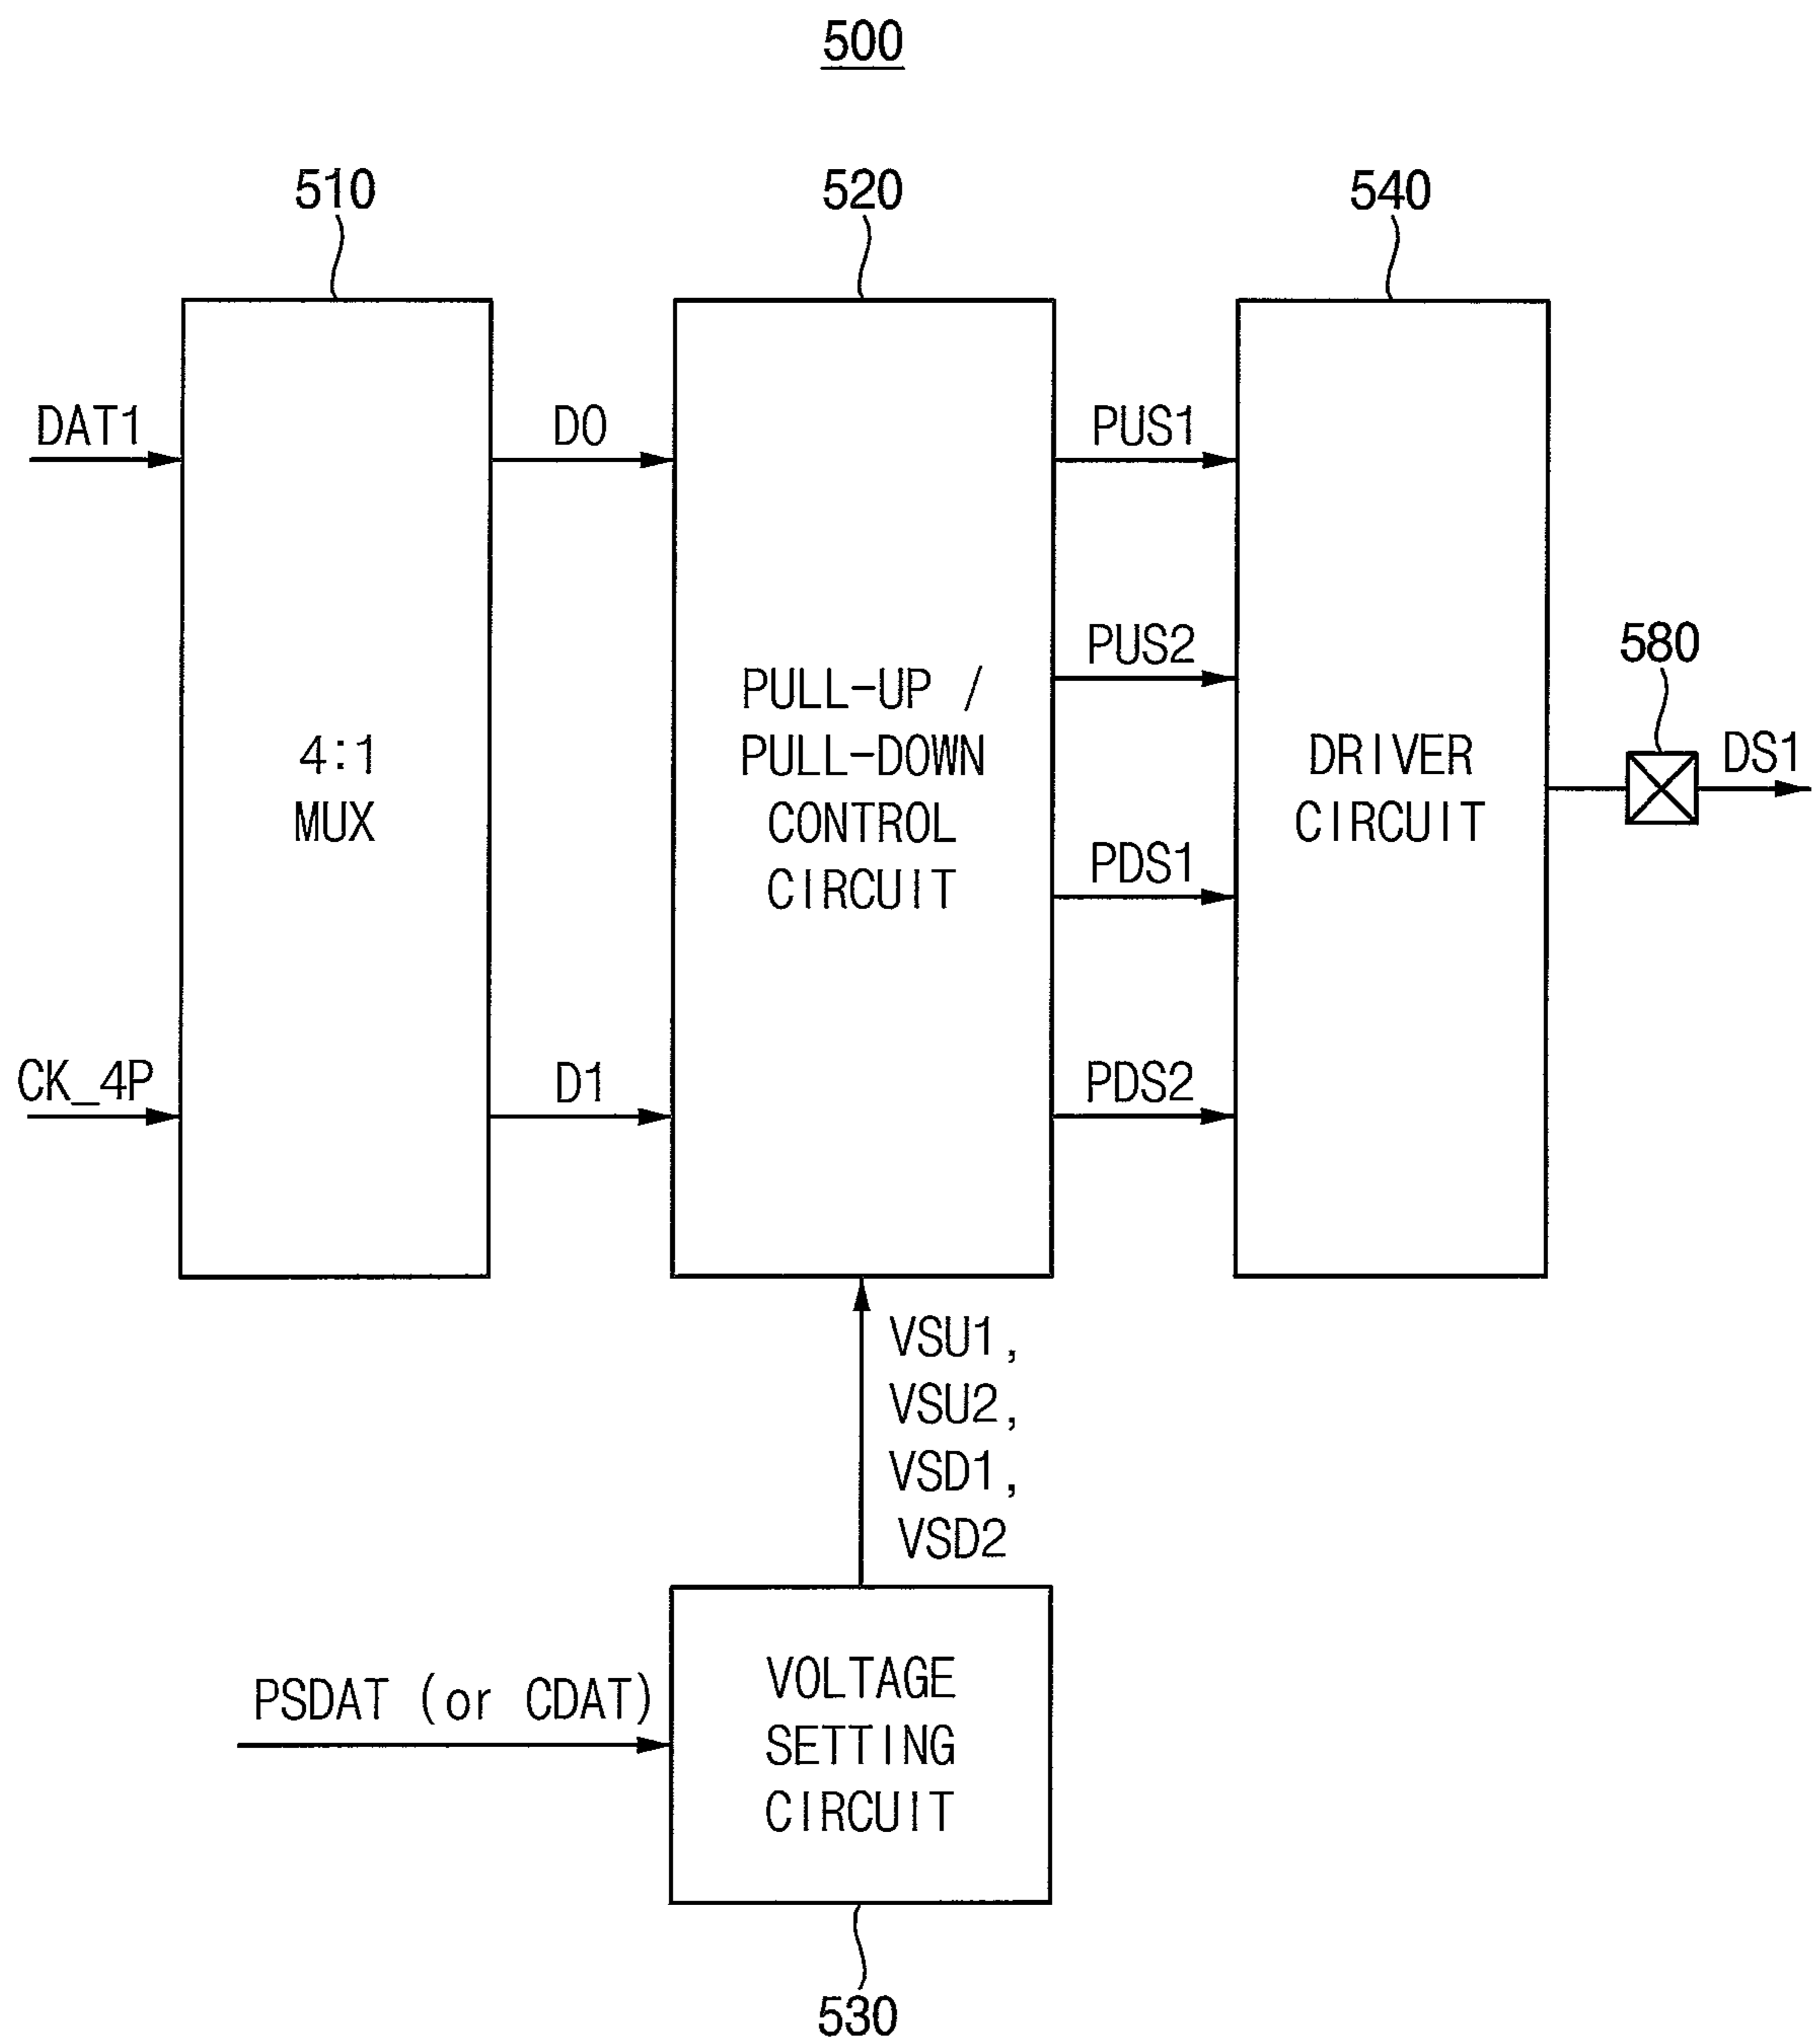 500
510
520
540
DAT1
D0
PUS1
PUS2
580
4:1
MUX
PULL-UP /
PULL-DOWN
CONTROL
CIRCUIT
DRIVER
CIRCUIT
DS1
PDS1
CK_4P
D1
PDS2
VSU1,
VSU2,
VSD1,
VSD2
PSDAT (or CDAT)
VOLTAGE
SETTING
CIRCUIT
530